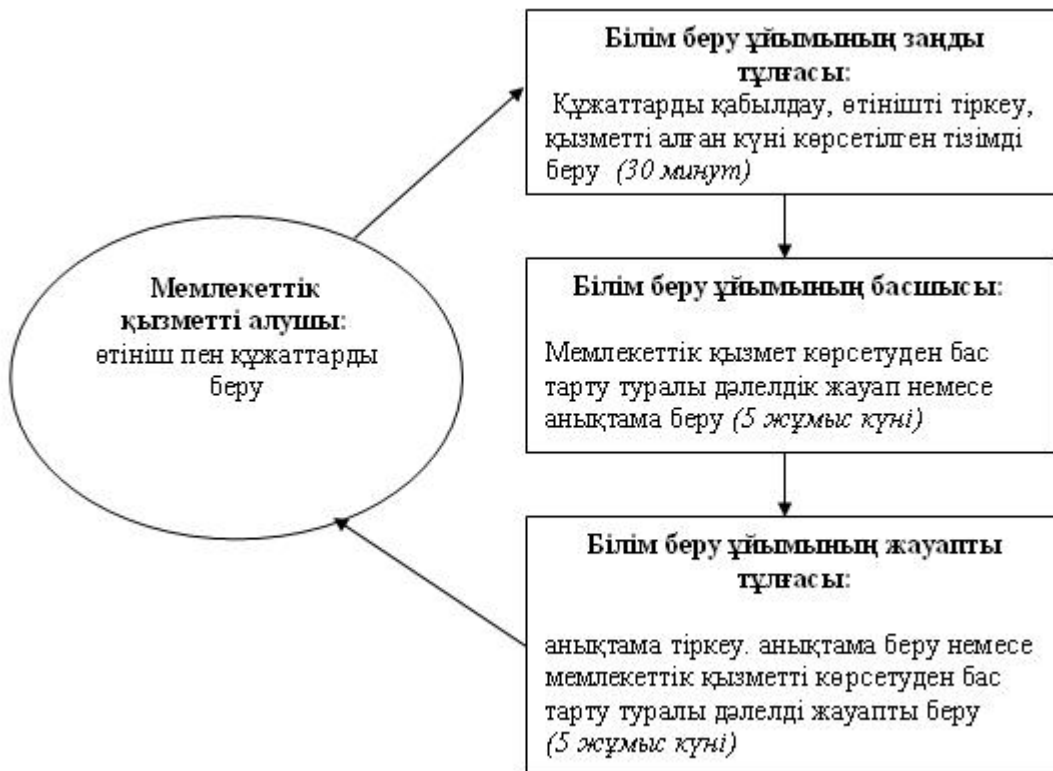 Білім беру ұйымының заңды
тұлғасы:
Құжаттарды қабылдау, өтінішті тіркеу,
қызметті алған күні көрсетілген тізімді
беру (30 минут)
Мемлекеттік
қызметті алушы:
өтініш пен құжаттарды
беру
Білім беру ұйымының басшысы:
Мемлекеттік қызмет көрсетуден бас
тарту туралы дәлелдік жауап немесе
анықтама беру (5 жұмыс күні)
Білім беру ұйымының жауапты
тұлғасы:
анықтама тіркеу. анықтама беру немесе
мемлекеттік қызметті көрсетуден бас
тарту туралы дәлелді жауапты беру
(5 жұмыс күні)